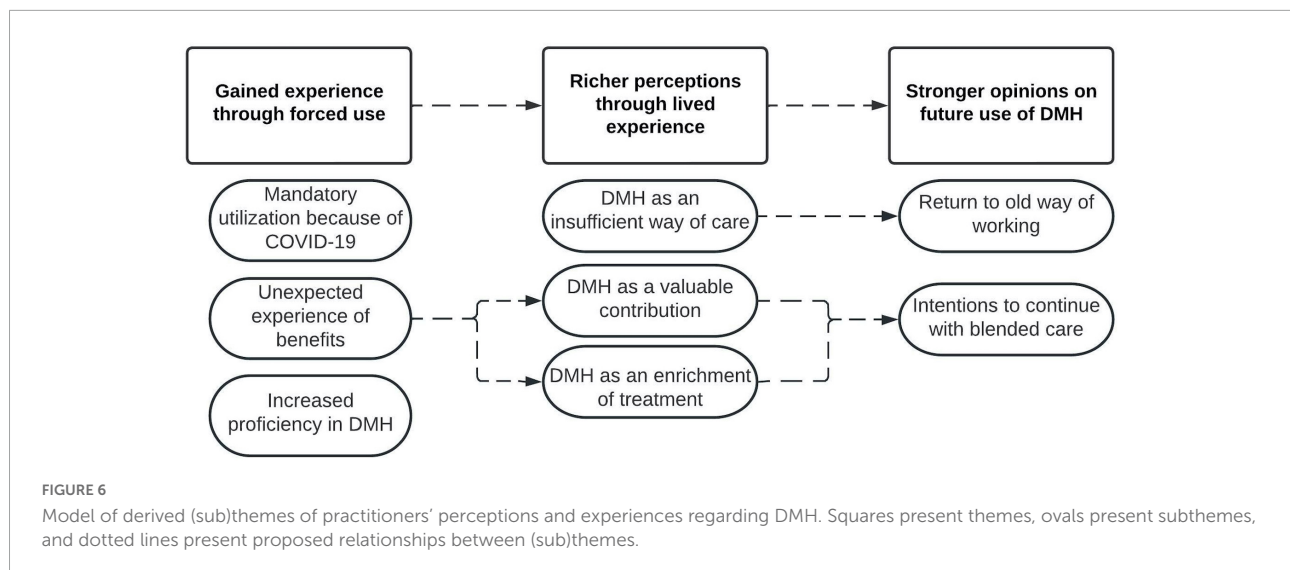 Gained experience
through forced use
Richer perceptions
through lived
experience
Stronger opinions on
future use of DMH
Mandatory
utilization because of
COVID-19
DMH as an
insufficient way of care
Return to old way of
working
Unexpected
experience of
benefits
DMH as a valuable
contribution
Intentions to continue
with blended care
DMH as an enrichment
of treatment
Increased
proficiency in DMH
FIGURE 6
Model of derived (sub)themes of practitioners' perceptions and experiences regarding DMH. Squares present themes, ovals present subthemes,
and dotted lines present proposed relationships between (sub)themes.